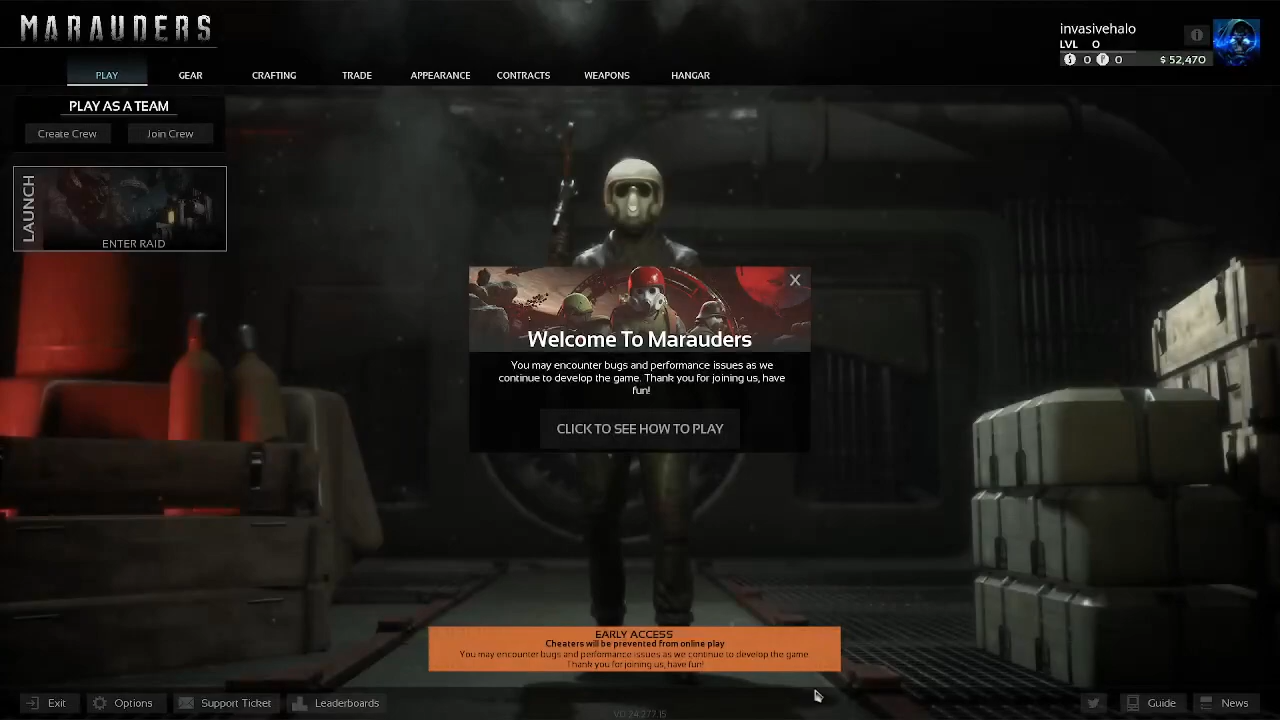 MARAUDERS
invasivehalo
LVL 0
0 0 $ 52,470
PLAY GEAR CRAFTING TRADE APPEARANCE CONTRACTS WEAPONS HANGAR
PLAY AS A TEAM
Create Crew Join Crew
LAUNCH
ENTER RAID
X
Welcome To Marauders
You may encounter bugs and performance issues as we
continue to develop the game. Thank you for joining us, have
fun!
CLICK TO SEE HOW TO PLAY
EARLY ACCESS
Cheaters will be prevented from online play
You may encounter bugs and performance issues as we continue to develop the game.
Thank you for joining us, have fun!
Exit Options Support Ticket Leaderboards Guide News